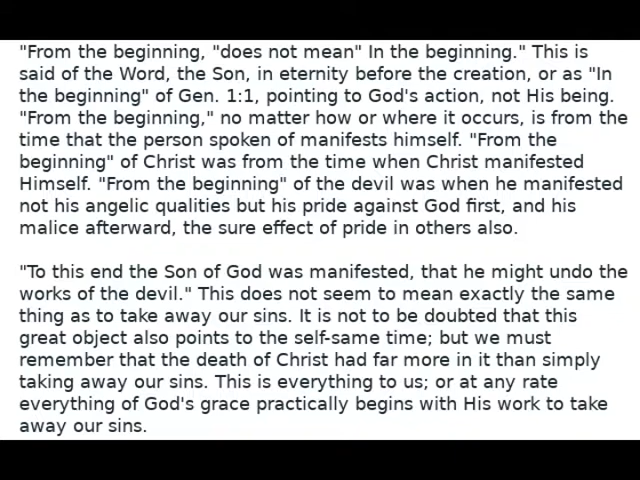 "From the beginning, "does not mean" In the beginning." This is
said of the Word, the Son, in eternity before the creation, or as "In
the beginning" of Gen. 1:1, pointing to God's action, not His being.
"From the beginning," no matter how or where it occurs, is from the
time that the person spoken of manifests himself. "From the
beginning" of Christ was from the time when Christ manifested
Himself. "From the beginning" of the devil was when he manifested
not his angelic qualities but his pride against God first, and his
malice afterward, the sure effect of pride in others also.

"To this end the Son of God was manifested, that he might undo the
works of the devil." This does not seem to mean exactly the same
thing as to take away our sins. It is not to be doubted that this
great object also points to the self-same time; but we must
remember that the death of Christ had far more in it than simply
taking away our sins. This is everything to us; or at any rate
everything of God's grace practically begins with His work to take
away our sins.